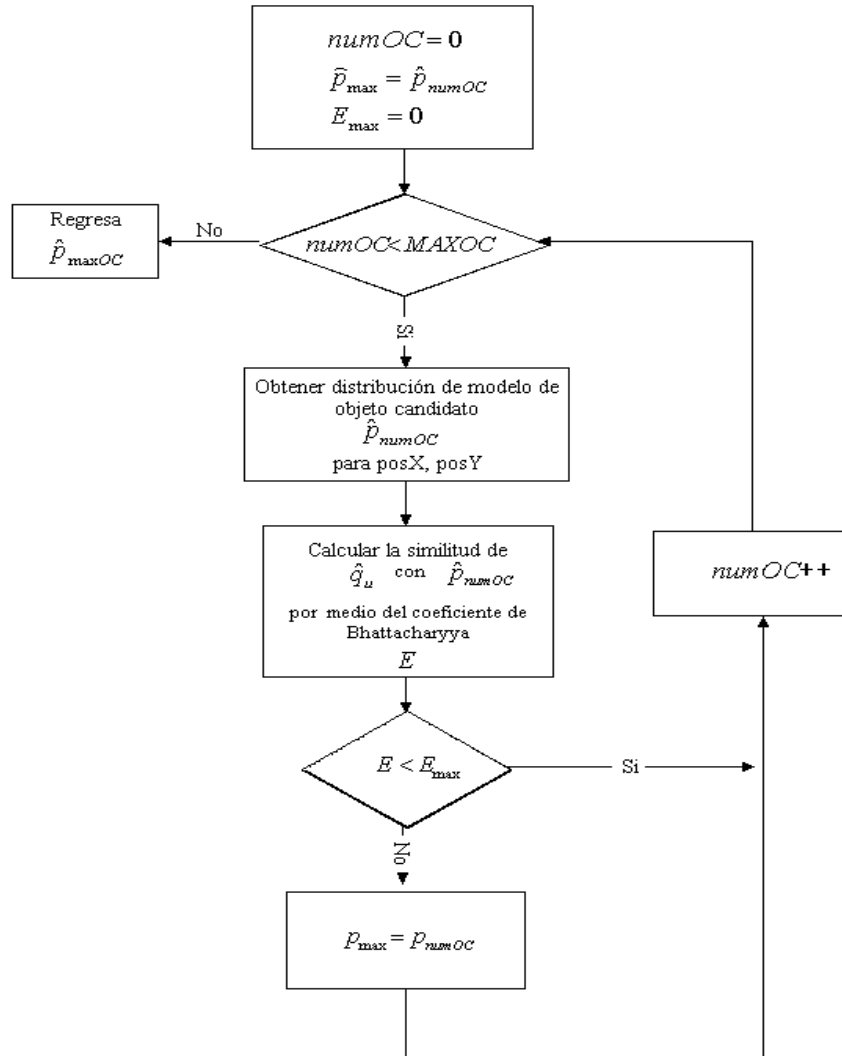 numOC = 0
p̂max = p̂numOC
Emax = 0
numOC<MAXOC
No
Regresa
p̂maxOC
Si
Obtener distribución de modelo de
objeto candidato
p̂numOC
para posX, posY
Calcular la similitud de
q̂u con p̂numOC
por medio del coeficiente de
Bhattacharyya
E
numOC++
E < Emax
Si
No
pmax = pnumOC